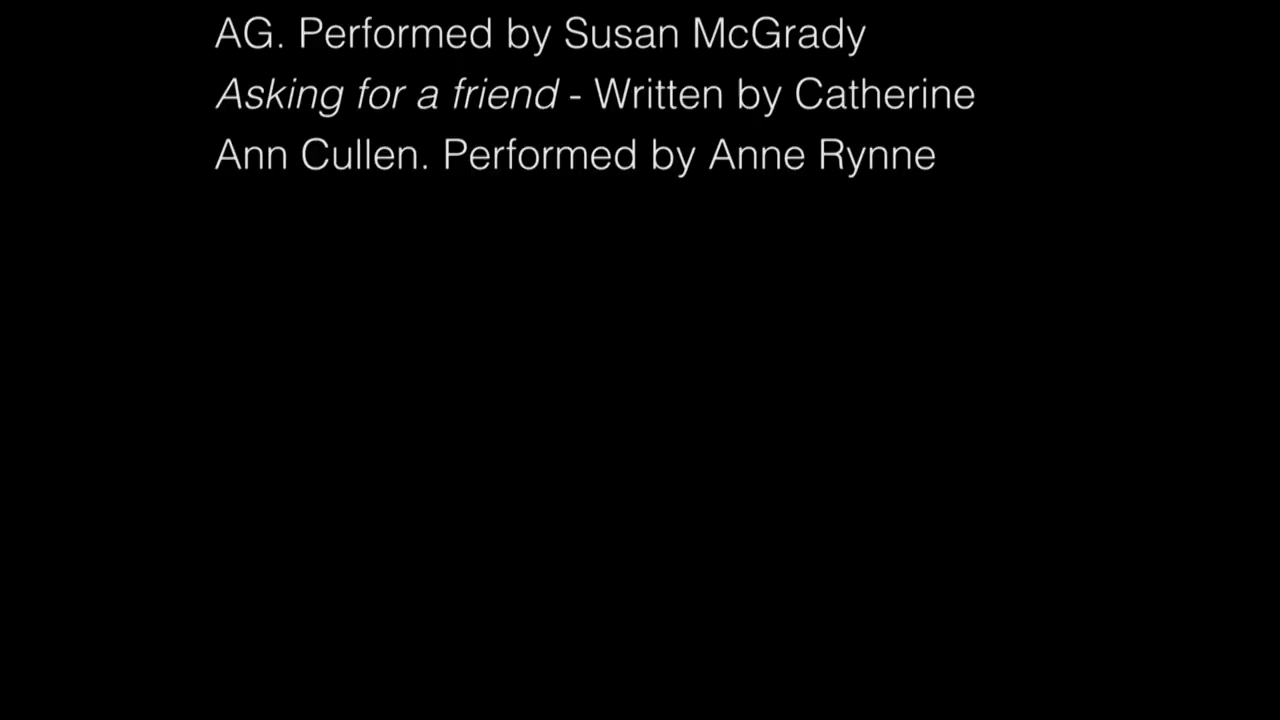 AG. Performed by Susan McGrady
Asking for a friend - Written by Catherine
Ann Cullen. Performed by Anne Rynne